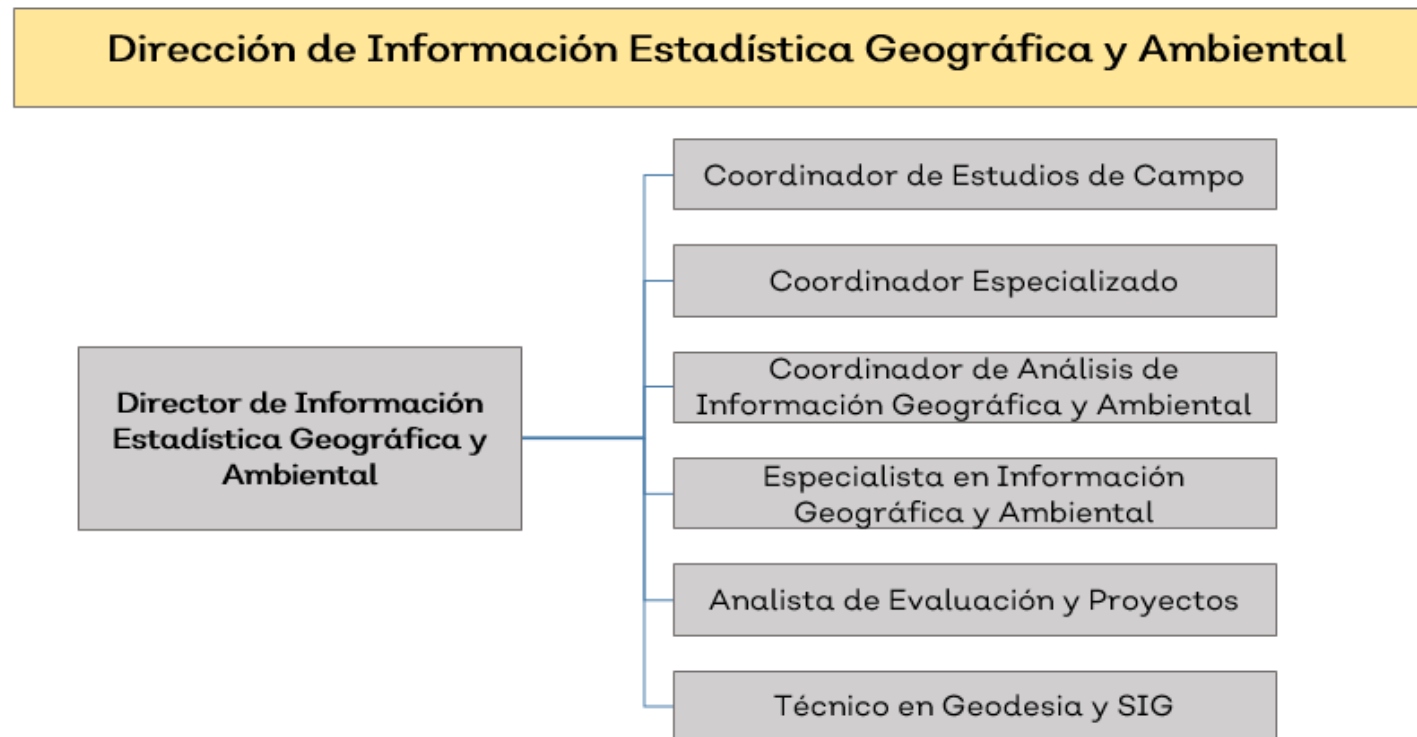 Dirección de Información Estadística Geográfica y Ambiental
Coordinador de Estudios de Campo
Coordinador Especializado
Coordinador de Análisis de
Información Geográfica y Ambiental
Director de Información
Estadística Geográfica y
Ambiental
Especialista en Información
Geográfica y Ambiental
Analista de Evaluación y Proyectos
Técnico en Geodesia y SIG